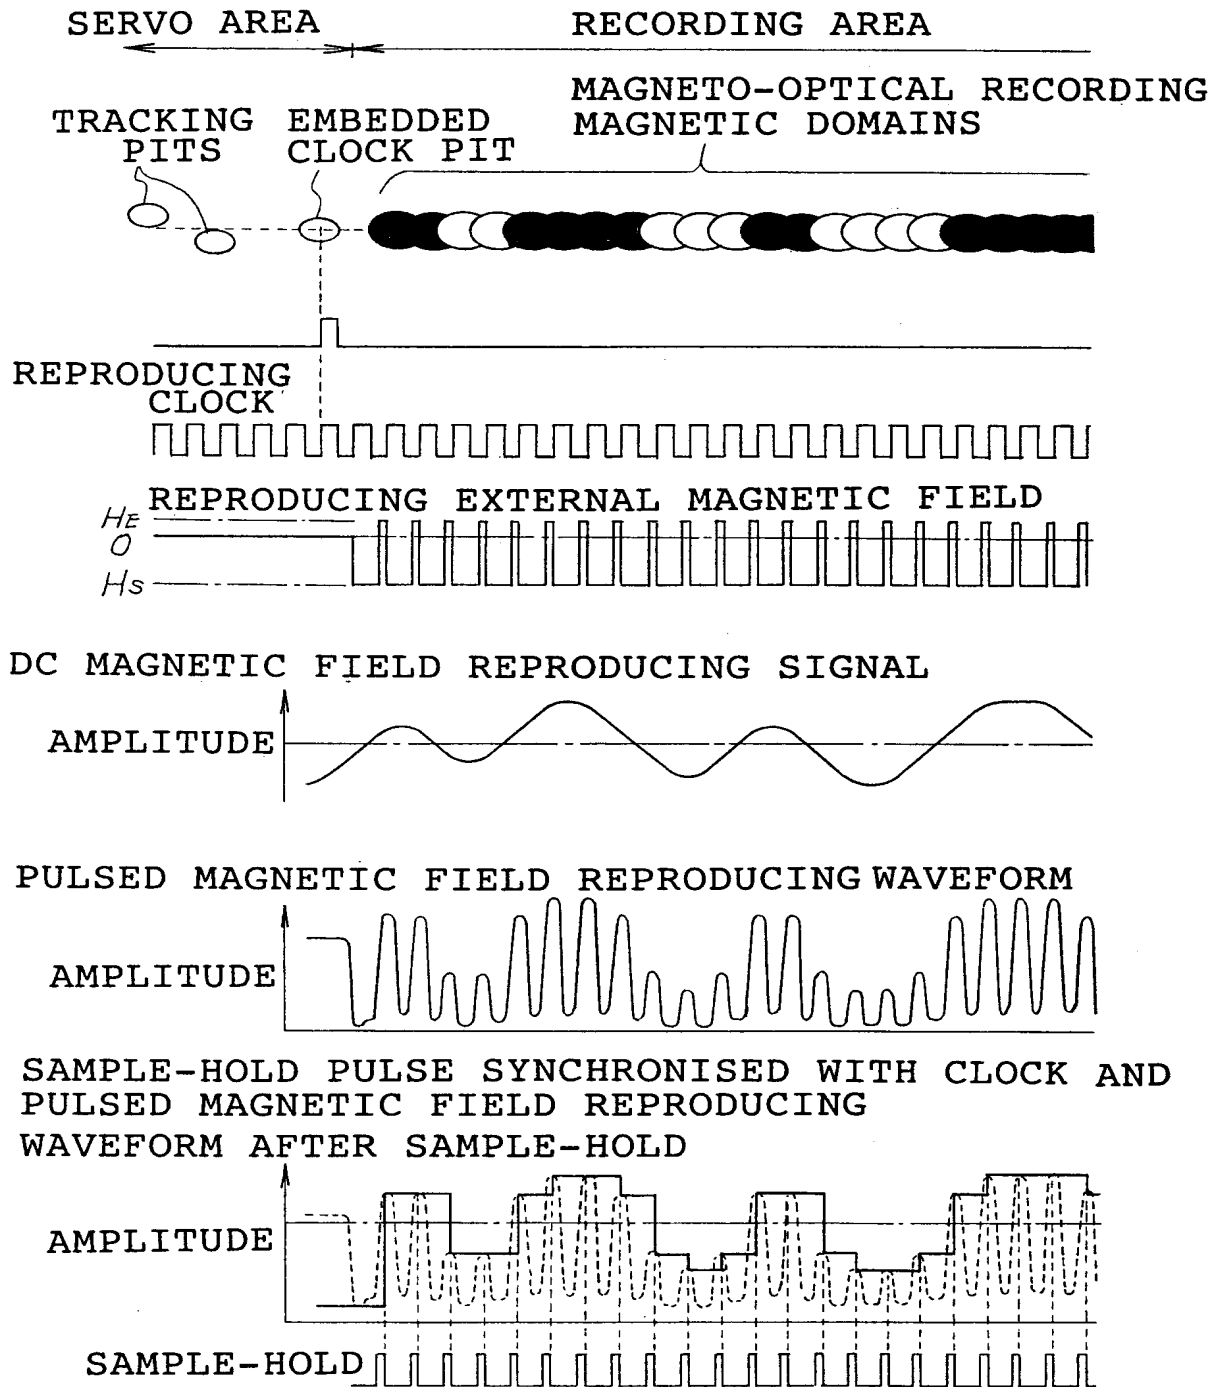 SERVO AREA
RECORDING AREA
MAGNETO-OPTICAL RECORDING
MAGNETIC DOMAINS
TRACKING
PITS
EMBEDDED
CLOCK PIT
REPRODUCING
CLOCK
REPRODUCING EXTERNAL MAGNETIC FIELD
HE
O
HS
DC MAGNETIC FIELD REPRODUCING SIGNAL
AMPLITUDE
PULSED MAGNETIC FIELD REPRODUCING WAVEFORM
AMPLITUDE
SAMPLE-HOLD PULSE SYNCHRONISED WITH CLOCK AND
PULSED MAGNETIC FIELD REPRODUCING
WAVEFORM AFTER SAMPLE-HOLD
AMPLITUDE
SAMPLE-HOLD